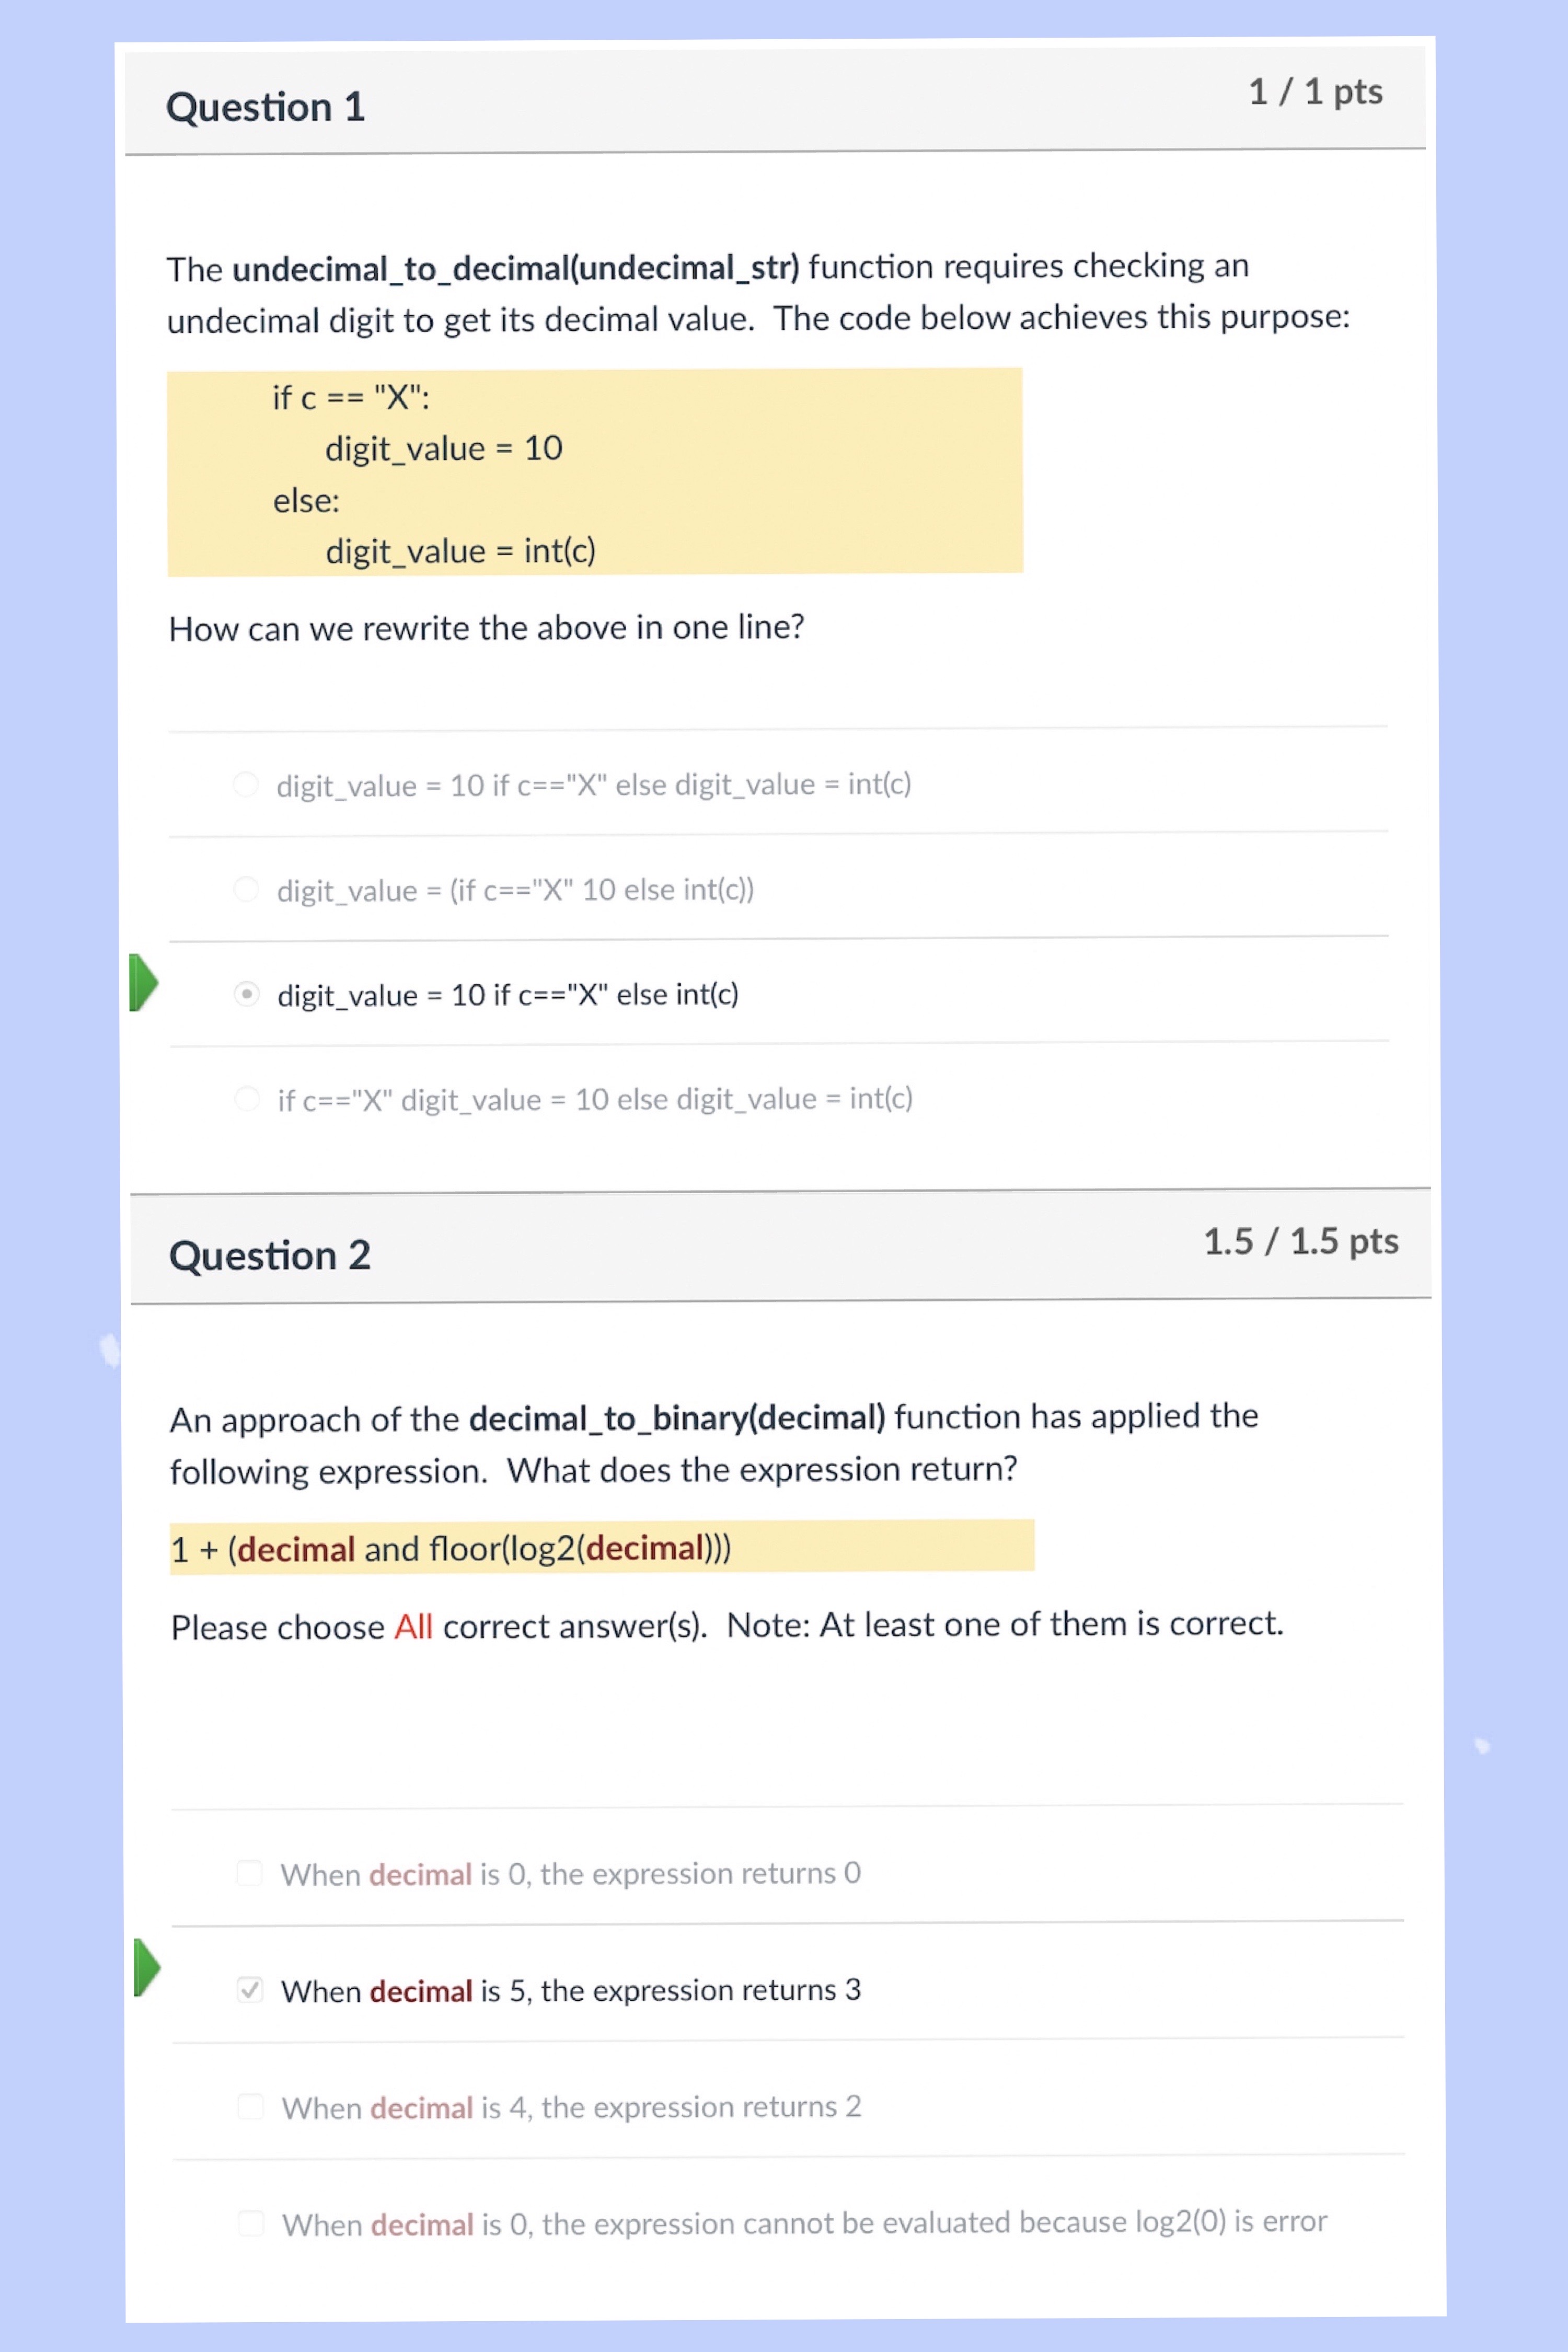 Question 1
1 / 1 pts
The undecimal_to_decimal(undecimal_str) function requires checking an
undecimal digit to get its decimal value.  The code below achieves this purpose:
if c == "X":
digit_value = 10
else:
digit_value = int(c)
How can we rewrite the above in one line?
digit_value = 10 if c=="X" else digit_value = int(c)
digit_value = (if c=="X" 10 else int(c))
digit_value = 10 if c=="X" else int(c)
if c=="X" digit_value = 10 else digit_value = int(c)
Question 2
1.5 / 1.5 pts
An approach of the decimal_to_binary(decimal) function has applied the
following expression.  What does the expression return?
1 + (decimal and floor(log2(decimal)))
Please choose All correct answer(s).  Note: At least one of them is correct.
When decimal is 0, the expression returns 0
When decimal is 5, the expression returns 3
When decimal is 4, the expression returns 2
When decimal is 0, the expression cannot be evaluated because log2(0) is error